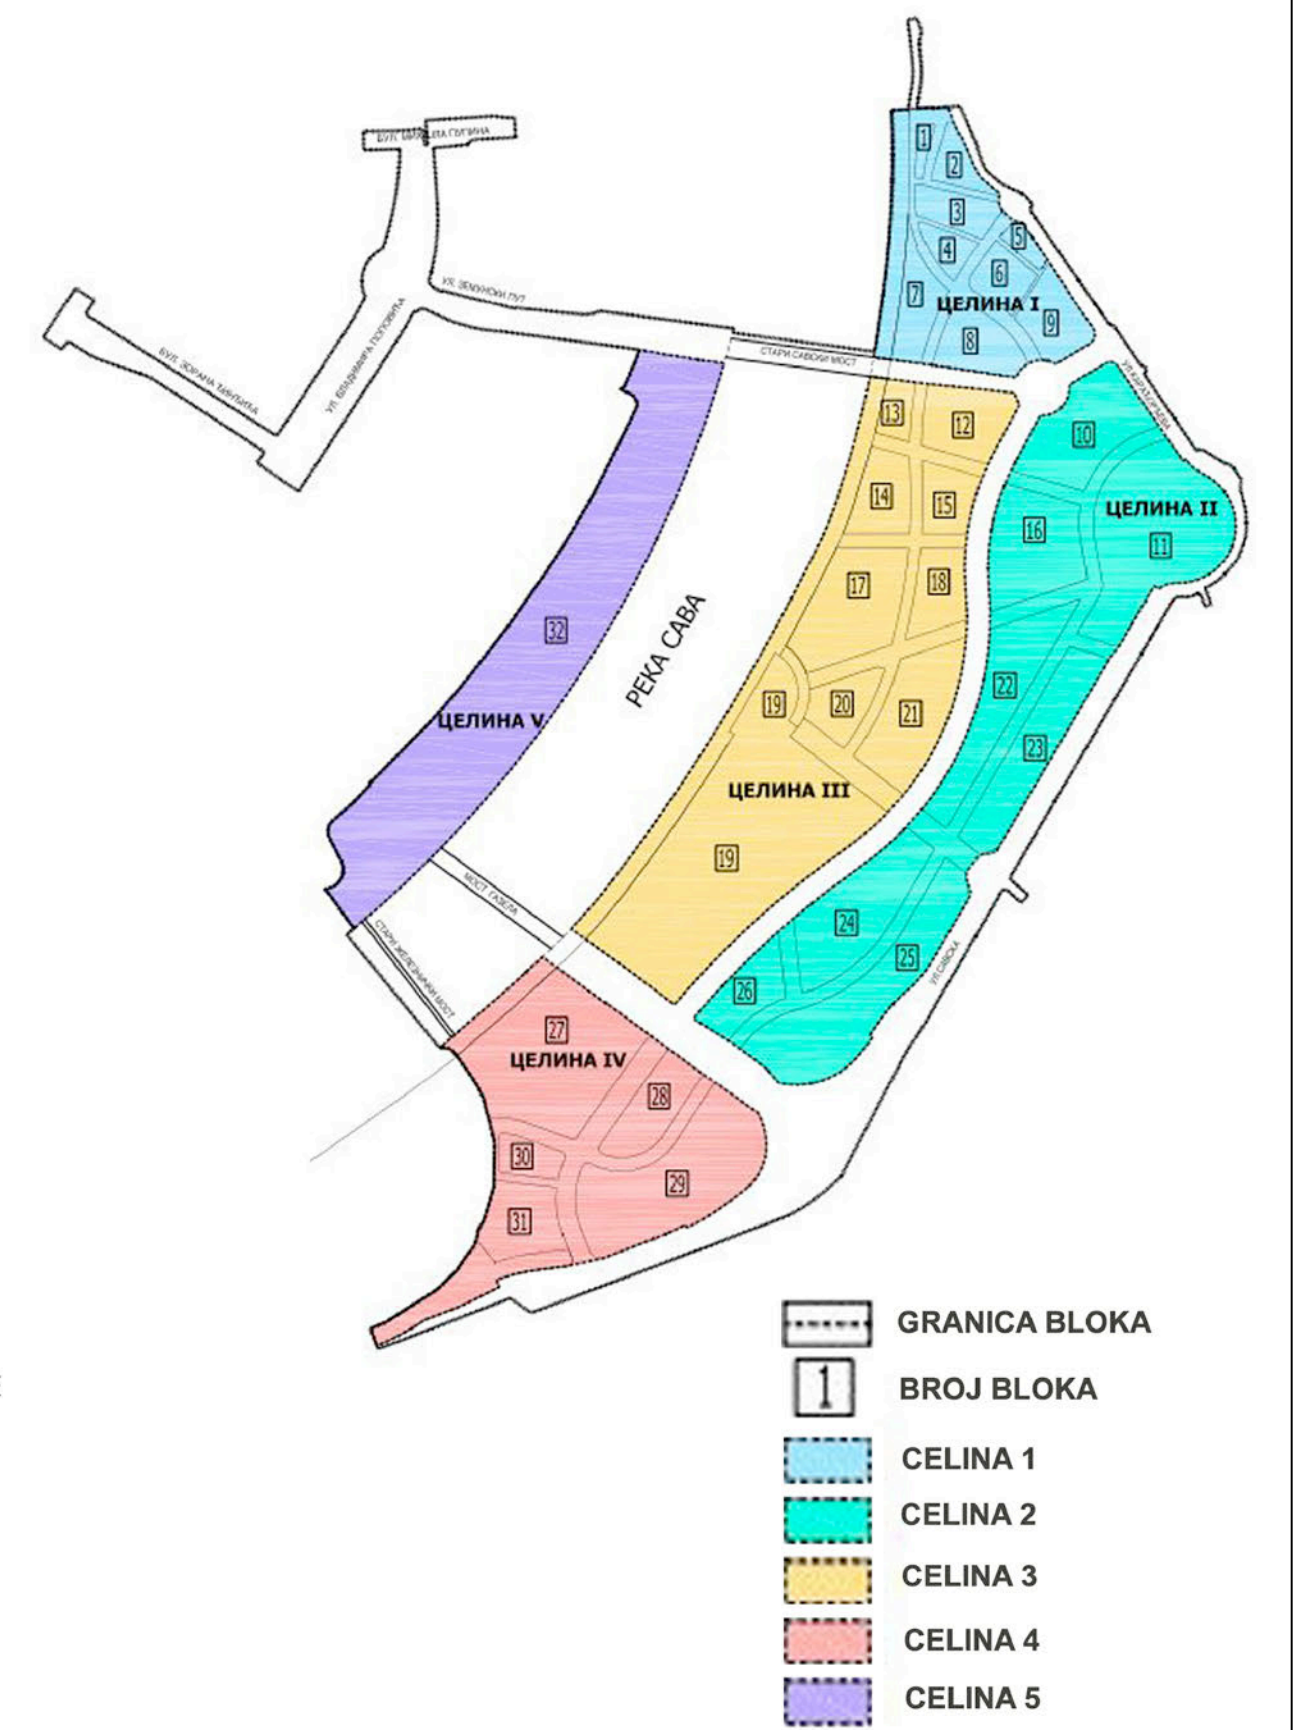 БУЛ. МИХАЈЛА ПУПИНА
1
2
3
5
4
6
УЛ. ЗЕМУНСКИ ПУТ
7
ЦЕЛИНА I
9
8
СТАРИ САВСКИ МОСТ
БУЛ. ЗОРАНА ЂИНЂИЋА
УЛ. ВЛАДИМИРА ПОПОВИЋА
УЛ. КАРАЂОРЂЕВА
13
12
10
14
15
ЦЕЛИНА II
16
11
17
18
32
РЕКА САВА
22
19
20
21
ЦЕЛИНА V
23
ЦЕЛИНА III
19
МОСТ ГАЗЕЛА
24
СТАРИ ЖЕЛЕЗНИЧКИ МОСТ
25
УЛ. САВСКА
26
27
ЦЕЛИНА IV
28
30
29
31
GRANICA BLOKA
1 BROJ BLOKA
CELINA 1
CELINA 2
CELINA 3
CELINA 4
CELINA 5